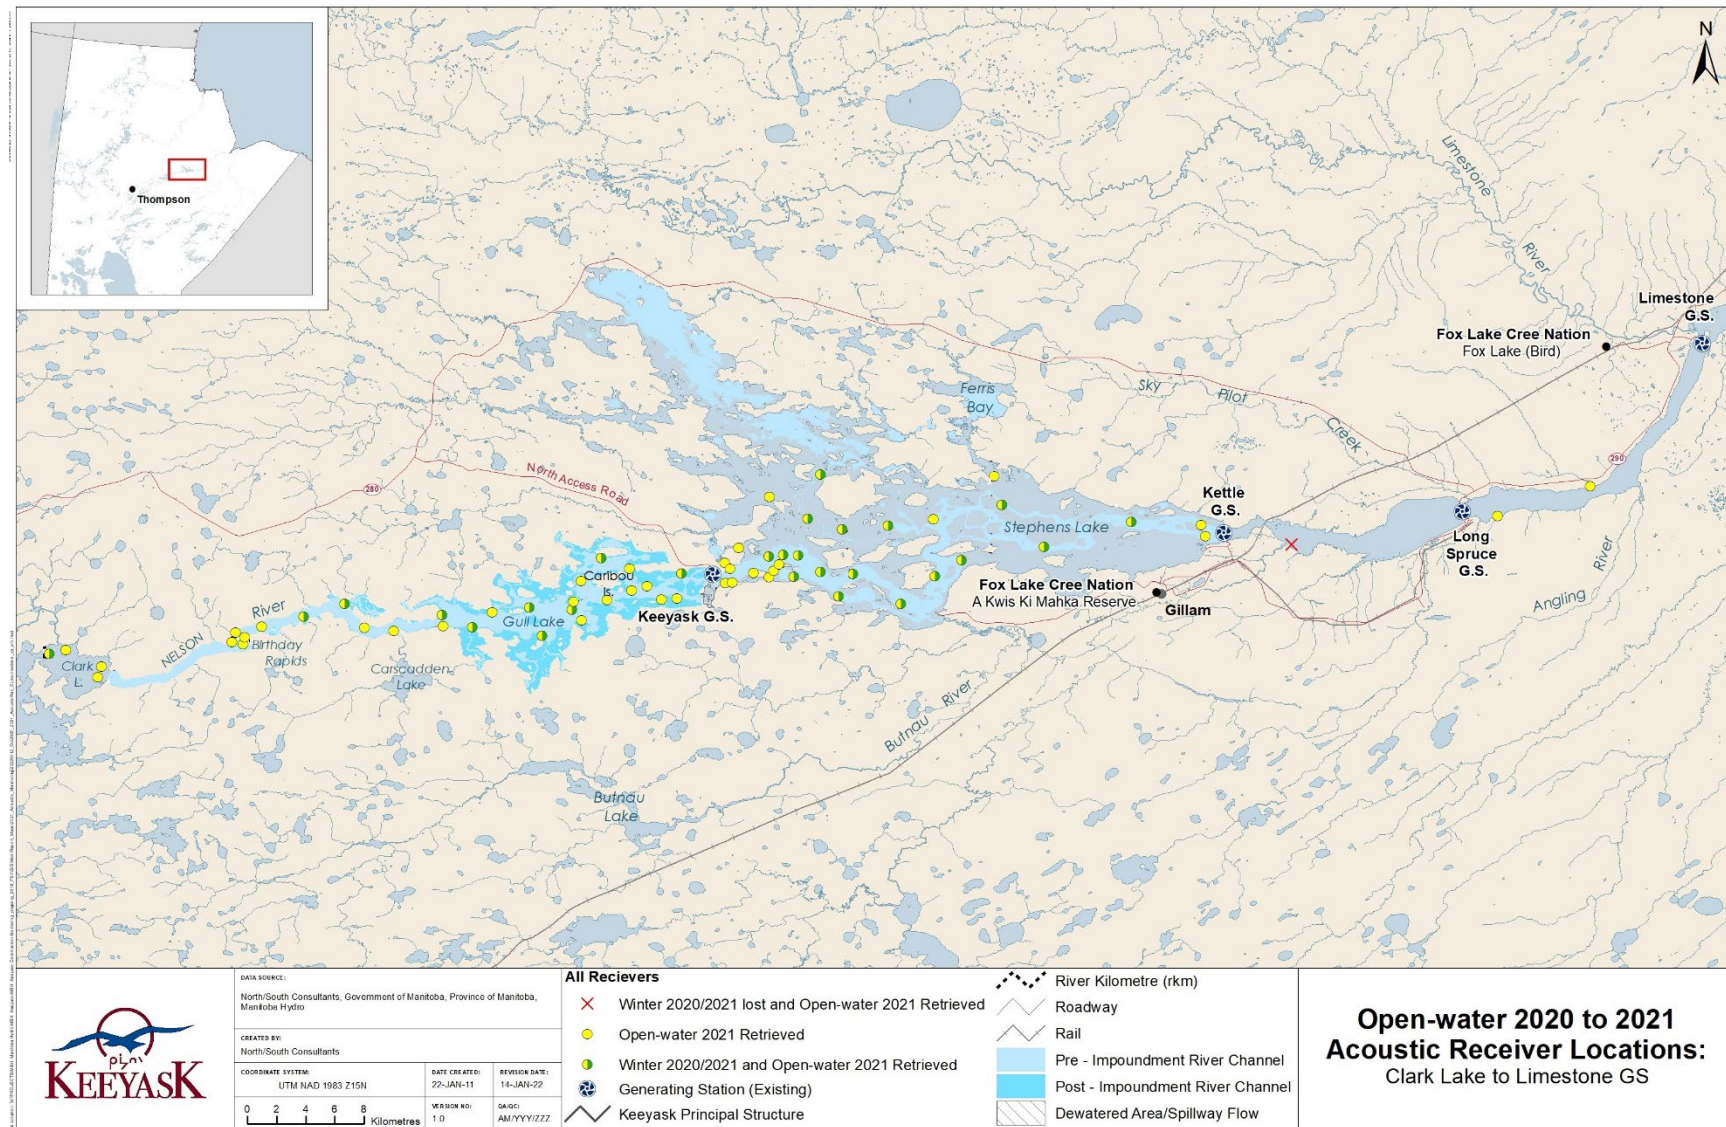 N
Thompson
Limestone
River
Limestone
G.S.
Fox Lake Cree Nation
Fox Lake (Bird)
Ferris
Bay
Sky Pilot
Creek
North Access Road
280
290
Kettle
G.S.
Stephens Lake
Long
Spruce
G.S.
Caribou
Is.
Fox Lake Cree Nation
A Kwis Ki Mahka Reserve
Gillam
Angling River
River
NELSON
Gull Lake
Keeyask G.S.
Birthday
Rapids
Clark
L.
Carscadden
Lake
Butnau River
Butnau
Lake
KEEYASK
DATA SOURCE:
North/South Consultants, Government of Manitoba, Province of Manitoba,
Manitoba Hydro
CREATED BY:
North/South Consultants
COORDINATE SYSTEM:
UTM NAD 1983 Z15N
DATE CREATED:
22-JAN-11
REVISION DATE:
14-JAN-22
0 2 4 6 8
Kilometres
VERSION NO:
1.0
QA/QC:
AM/YYY/ZZZ
All Recievers
Winter 2020/2021 lost and Open-water 2021 Retrieved
Open-water 2021 Retrieved
Winter 2020/2021 and Open-water 2021 Retrieved
Generating Station (Existing)
Keeyask Principal Structure
River Kilometre (rkm)
Roadway
Rail
Pre - Impoundment River Channel
Post - Impoundment River Channel
Dewatered Area/Spillway Flow
Open-water 2020 to 2021
Acoustic Receiver Locations:
Clark Lake to Limestone GS